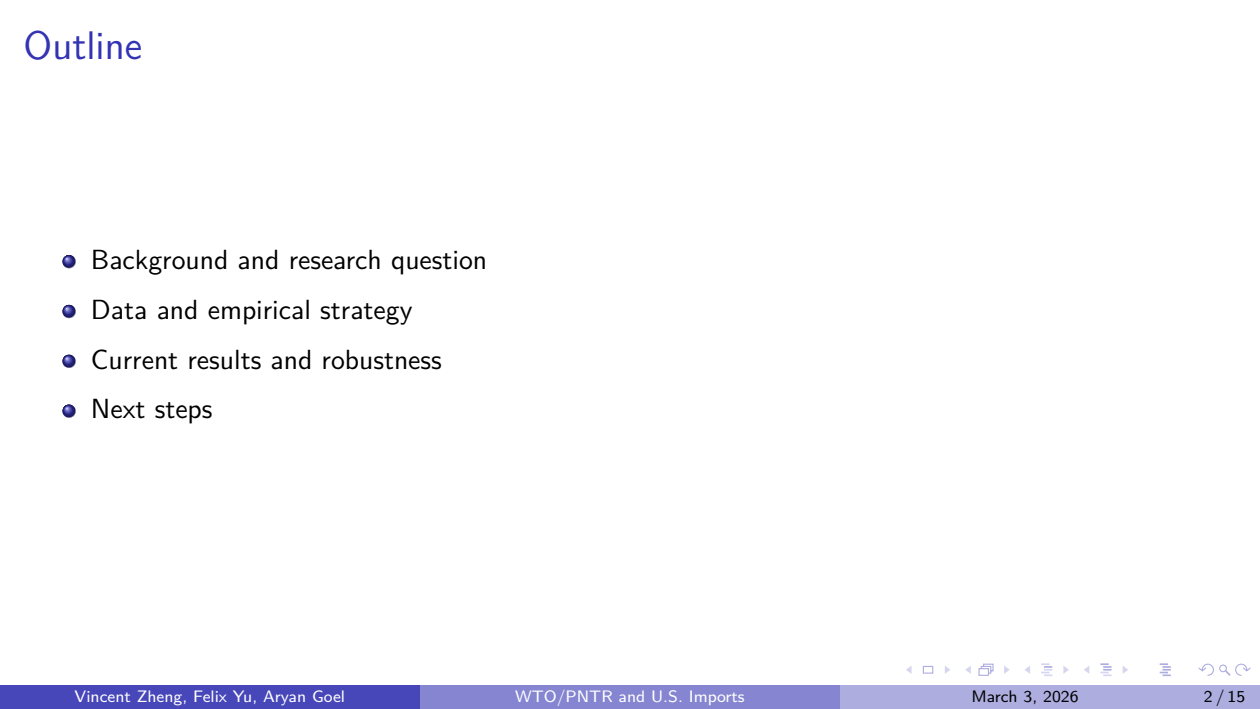 Outline
Background and research question
Data and empirical strategy
Current results and robustness
Next steps
Vincent Zheng, Felix Yu, Aryan Goel
WTO/PNTR and U.S. Imports
March 3, 2026
2 / 15